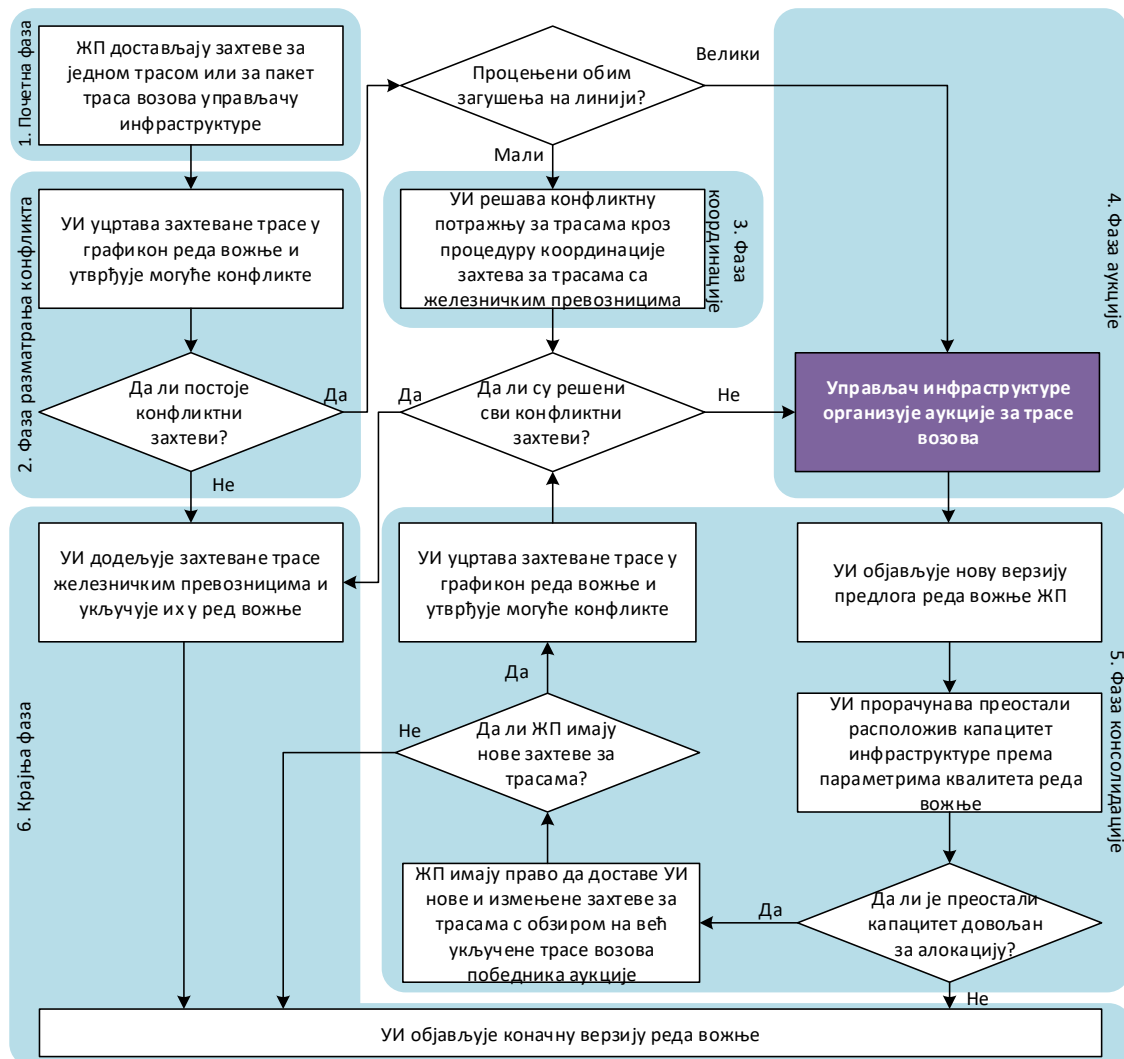 1. Почетна фаза
ЖП достављају захтеве за
једном трасом или за пакет
траса возова управљачу
инфраструктуре
Процењени обим
загушења на линији?
Велики
Мали
2. Фаза разматрања конфликта
УИ уцртава захтеване трасе у
графикон реда вожње и
утврђује могуће конфликте
УИ решава конфликтну
потражњу за трасама кроз
процедуру координације
захтева за трасама са
железничким превозницима
3. Фаза
координације
4. Фаза аукције
Да ли постоје
конфликтни
захтеви?
Да
Не
Да ли су решени
сви конфликтни
захтеви?
Да
Не
Управљач инфраструктуре
организује аукције за трасе
возова
6. Крајња фаза
УИ додељује захтеване трасе
железничким превозницима и
укључује их у ред вожње
УИ уцртава захтеване трасе у
графикон реда вожње и
утврђује могуће конфликте
УИ објављује нову верзију
предлога реда вожње ЖП
5. Фаза консолидације
Да
Не
Да ли ЖП имају
нове захтеве за
трасама?
УИ прорачунава преостали
расположив капацитет
инфраструктуре према
параметрима квалитета реда
вожње
ЖП имају право да доставе УИ
нове и измењене захтеве за
трасама с обзиром на већ
укључене трасе возова
победника аукције
Да
Да ли је преостали
капацитет довољан
за алокацију?
Не
УИ објављује коначну верзију реда вожње